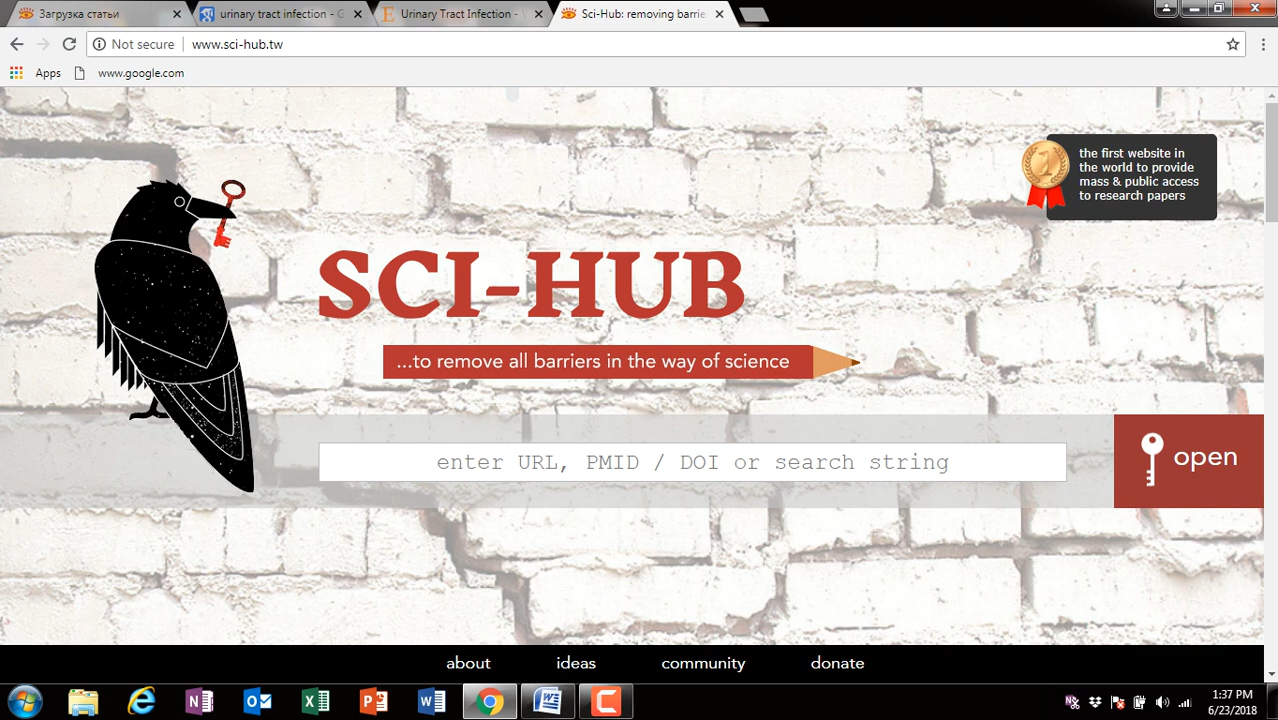 Загрузка статьи
urinary tract infection - G
Urinary Tract Infection -
Sci-Hub: removing barrie
Not secure
www.sci-hub.tw
Apps
www.google.com
the first website in
the world to provide
mass & public access
to research papers
SCI-HUB
...to remove all barriers in the way of science
enter URL, PMID / DOI or search string
open
about ideas community donate
1:37 PM
6/23/2018